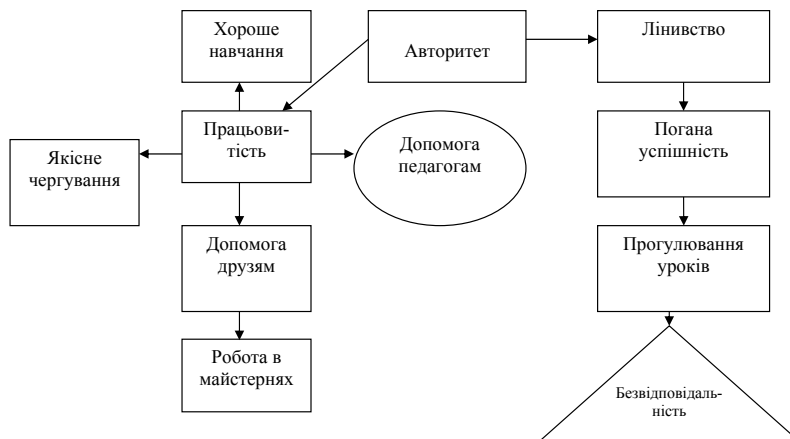 Хороше
навчання
Авторитет
Лінивство
Працьови-
тість
Допомога
педагогам
Погана
успішність
Якісне
чергування
Допомога
друзям
Прогулювання
уроків
Робота в
майстернях
Безвідповідаль-
ність